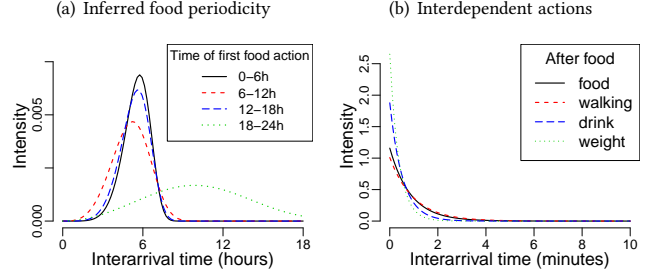 (a) Inferred food periodicity
Intensity
0.000
0.005
Time of first food action
0–6h
6–12h
12–18h
18–24h
0
6
12
18
Interarrival time (hours)
(b) Interdependent actions
Intensity
0.0
0.5
1.0
1.5
2.0
2.5
After food
food
walking
drink
weight
0
2
4
6
8
10
Interarrival time (minutes)